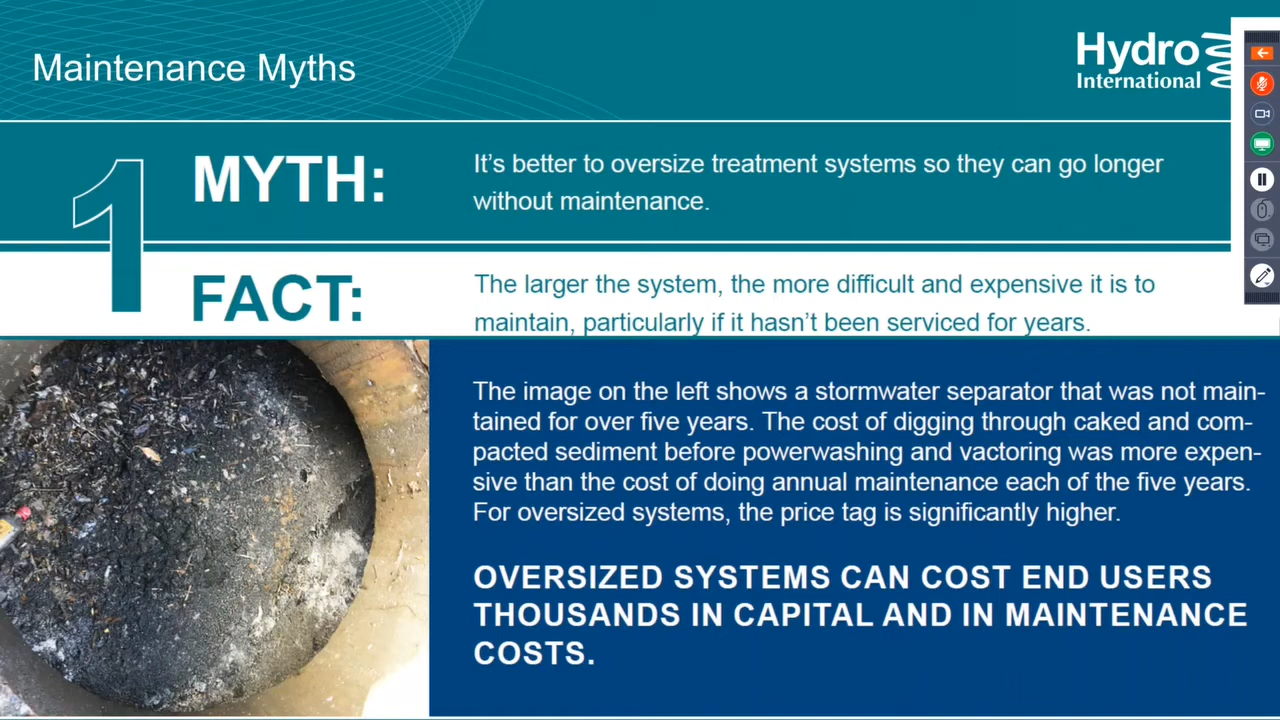 Maintenance Myths
Hydro
International
1
MYTH:
It's better to oversize treatment systems so they can go longer
without maintenance.
FACT:
The larger the system, the more difficult and expensive it is to
maintain, particularly if it hasn't been serviced for years.
The image on the left shows a stormwater separator that was not main-
tained for over five years. The cost of digging through caked and com-
pacted sediment before powerwashing and vactoring was more expen-
sive than the cost of doing annual maintenance each of the five years.
For oversized systems, the price tag is significantly higher.
OVERSIZED SYSTEMS CAN COST END USERS
THOUSANDS IN CAPITAL AND IN MAINTENANCE
COSTS.